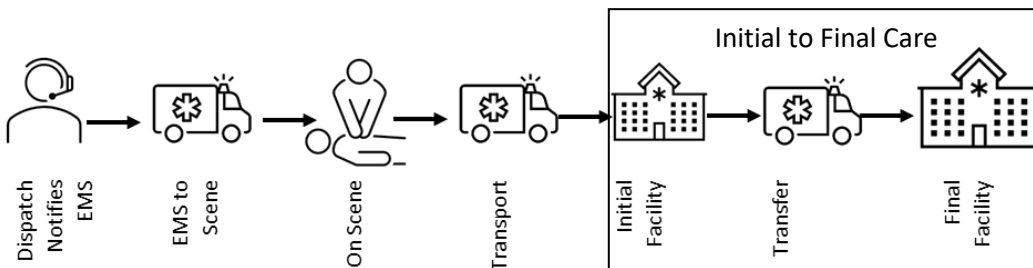 Initial to Final Care
Dispatch
Notifies
EMS
EMS to
Scene
On Scene
Transport
Initial
Facility
Transfer
Final
Facility